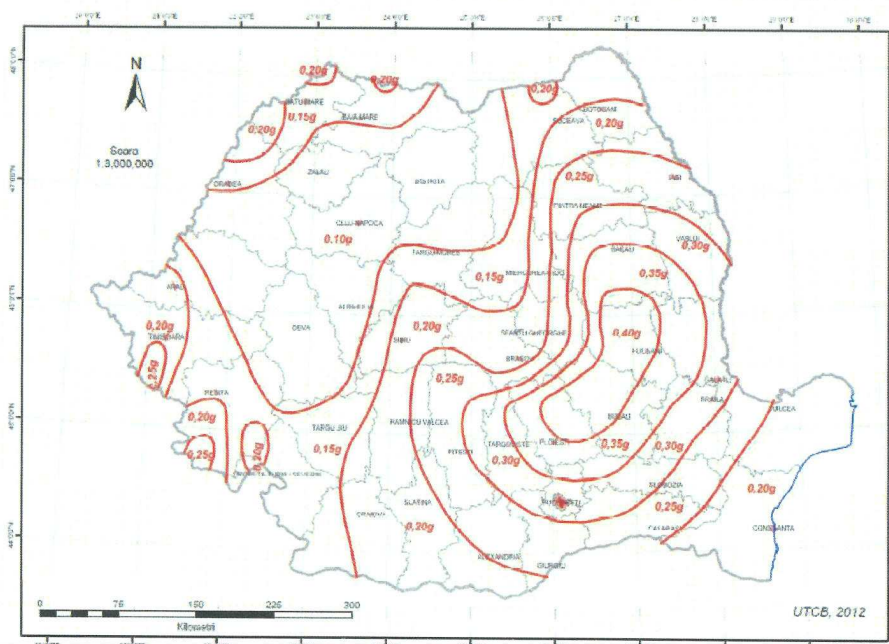 N
Scara
0,20g
0,20g
0,20g
SATU MARE
0,15g
BAIA MARE
0,20g
BOTOSANI
SUCEAVA
0,20g
0,20g
ORADEA
ZALAU
BISTRITA
0,25g
IASI
PIATRA NEAMT
CLUJ-NAPOCA
0,10g
TARGU MURES
VASLUI
0,30g
BACAU
0,15g
MIERCUREA CIUC
0,35g
ARAD
ALBA IULIA
0,20g
TIMISOARA
DEVA
SIBIU
0,20g
SFANTU GHEORGHE
0,40g
FOCSANI
BRASOV
0,25g
0,25g
RESITA
GALATI
BRAILA
TULCEA
0,20g
0,20g
TARGU JIU
RAMNICU VALCEA
BUZAU
0,15g
PITESTI
TARGOVISTE
PLOIESTI
0,35g
0,30g
0,25g
0,30g
SLOBOZIA
0,20g
BUCURESTI
0,25g
SLATINA
CRAIOVA
0,20g
CALARASI
CONSTANTA
ALEXANDRIA
GIURGIU
0 75 150 225 300
Kilometri
UTCB, 2012